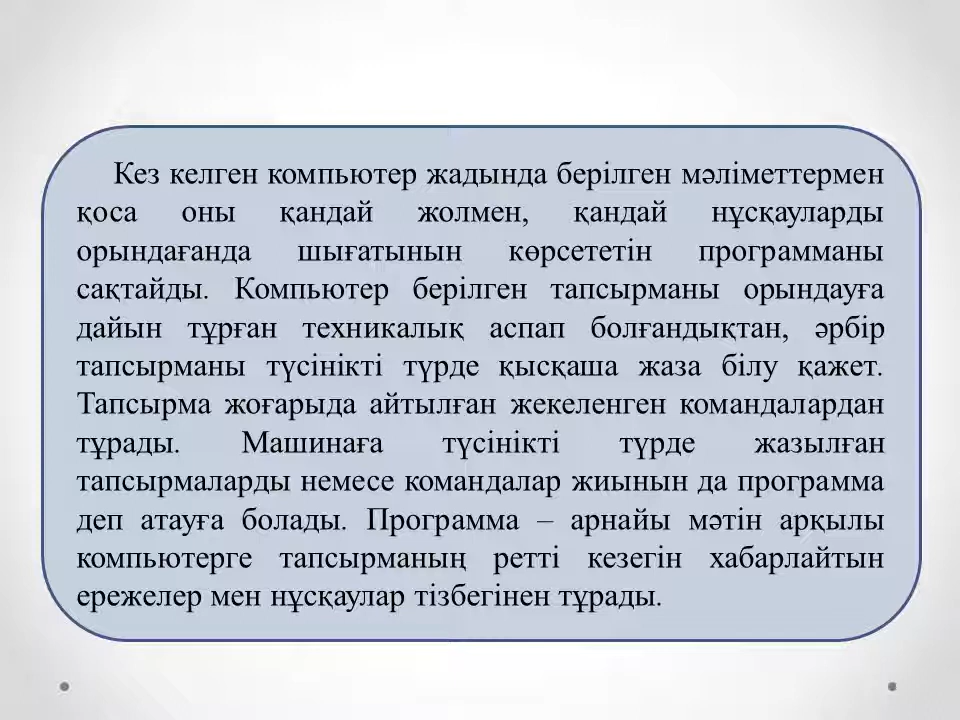 Кез келген компьютер жадында берілген мәліметтермен
қоса оны қандай жолмен, қандай нұсқауларды
орындағанда шығатынын көрсететін программаны
сақтайды. Компьютер берілген тапсырманы орындауға
дайын тұрған техникалық аспап болғандықтан, әрбір
тапсырманы түсінікті түрде қысқаша жаза білу қажет.
Тапсырма жоғарыда айтылған жекеленген командалардан
тұрады. Машинаға түсінікті түрде жазылған
тапсырмаларды немесе командалар жиынын да программа
деп атауға болады. Программа – арнайы мәтін арқылы
компьютерге тапсырманың ретті кезегін хабарлайтын
ережелер мен нұсқаулар тізбегінен тұрады.